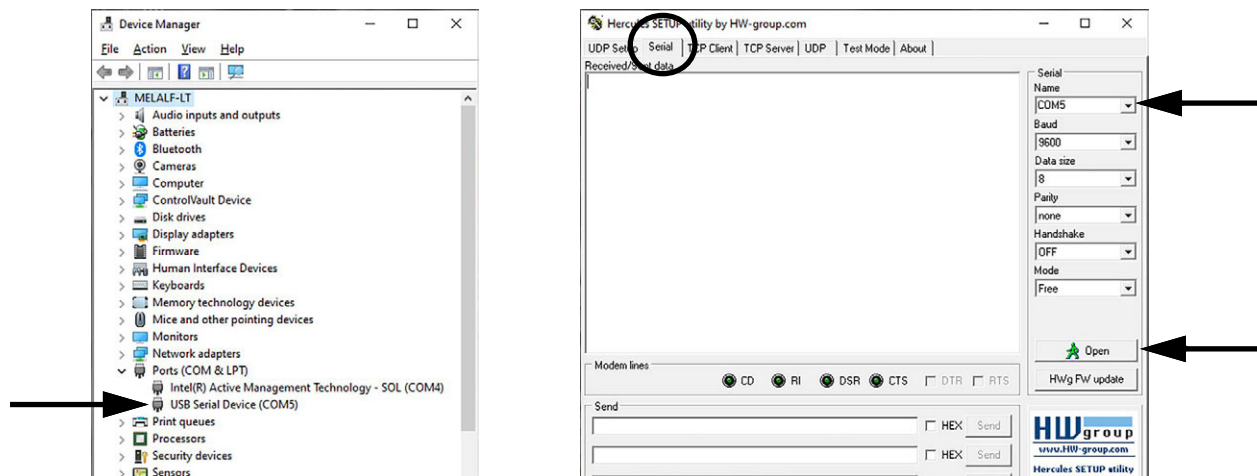 Device Manager
File Action View Help
MELALF-LT
Audio inputs and outputs
Batteries
Bluetooth
Cameras
Computer
ControlVault Device
Disk drives
Display adapters
Firmware
Human Interface Devices
Keyboards
Memory technology devices
Mice and other pointing devices
Monitors
Network adapters
Ports (COM & LPT)
Intel(R) Active Management Technology - SOL (COM4)
USB Serial Device (COM5)
Print queues
Processors
Security devices
Sensors
Hercules SETUP utility by HW-group.com
UDP Setup Serial TCP Client TCP Server UDP Test Mode About
Received/Sent data
Serial
Name
COM5
Baud
9600
Data size
8
Parity
none
Handshake
OFF
Mode
Free
Open
HWg FW update
Modem lines
CD RI DSR CTS DTR RTS
Send
HEX Send
HEX Send
HW group
www.HW-group.com
Hercules SETUP utility